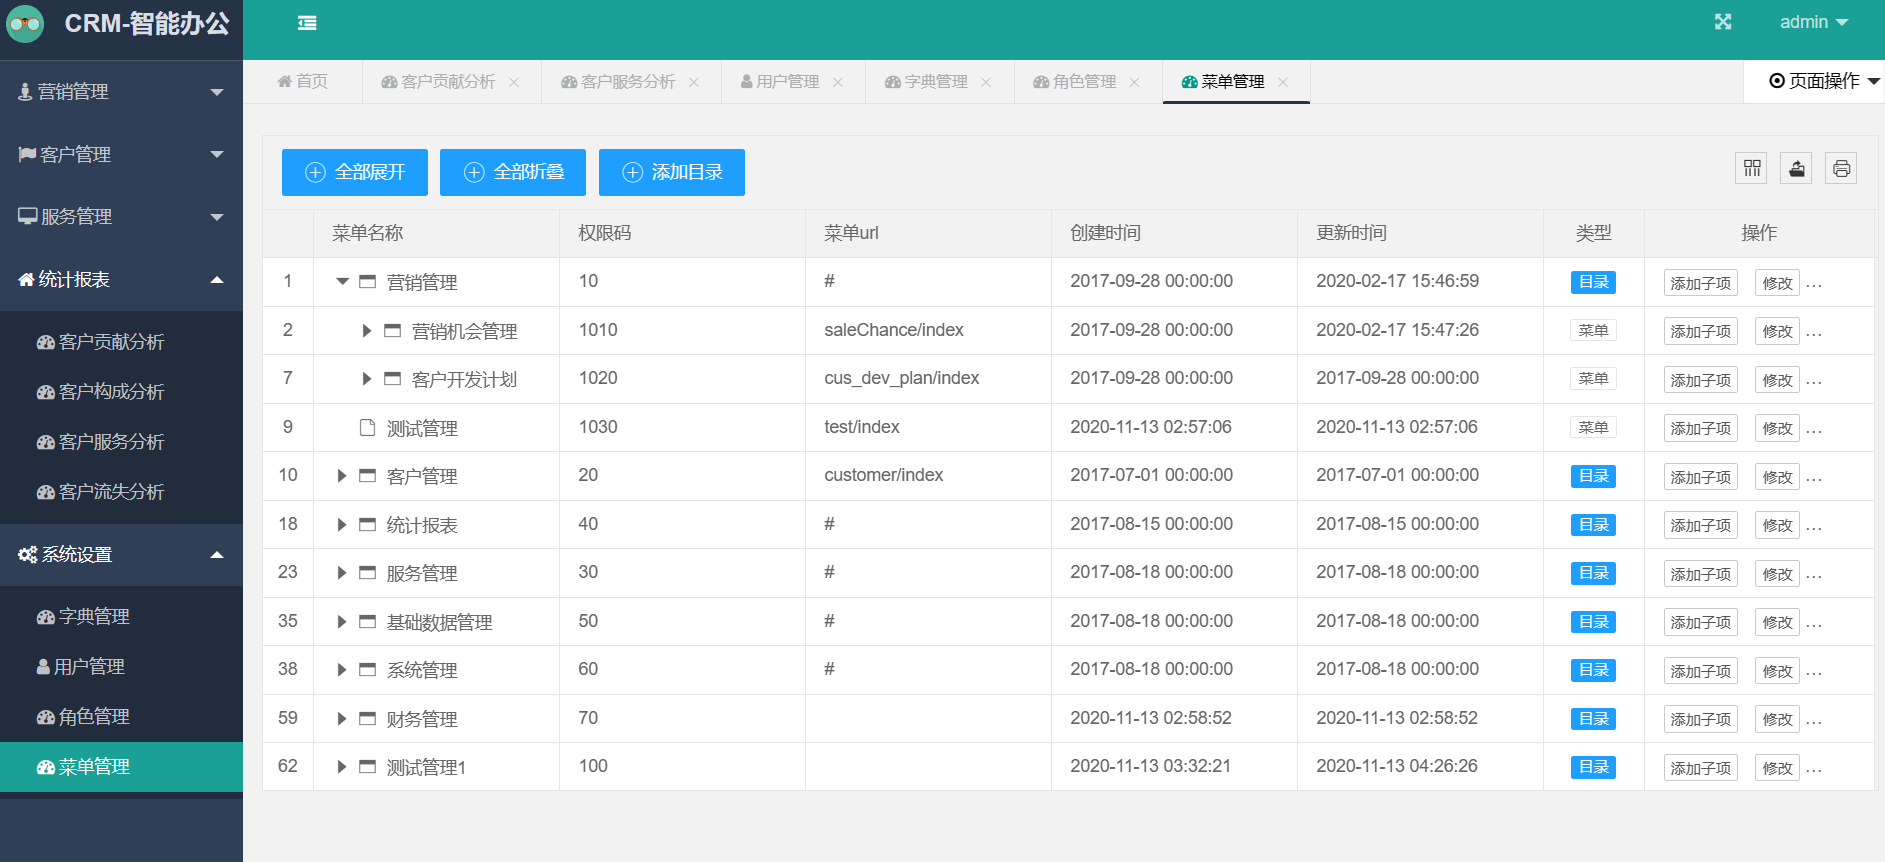 CRM-智能办公
admin
营销管理
客户管理
服务管理
统计报表
客户贡献分析
客户构成分析
客户服务分析
客户流失分析
系统设置
字典管理
用户管理
角色管理
菜单管理
首页 客户贡献分析 客户服务分析 用户管理 字典管理 角色管理 菜单管理 页面操作
全部展开 全部折叠 添加目录
菜单名称 权限码 菜单url 创建时间 更新时间 类型 操作
1 营销管理 10 # 2017-09-28 00:00:00 2020-02-17 15:46:59 目录 添加子项 修改 ...
2 营销机会管理 1010 saleChance/index 2017-09-28 00:00:00 2020-02-17 15:47:26 菜单 添加子项 修改 ...
7 客户开发计划 1020 cus_dev_plan/index 2017-09-28 00:00:00 2017-09-28 00:00:00 菜单 添加子项 修改 ...
9 测试管理 1030 test/index 2020-11-13 02:57:06 2020-11-13 02:57:06 菜单 添加子项 修改 ...
10 客户管理 20 customer/index 2017-07-01 00:00:00 2017-07-01 00:00:00 目录 添加子项 修改 ...
18 统计报表 40 # 2017-08-15 00:00:00 2017-08-15 00:00:00 目录 添加子项 修改 ...
23 服务管理 30 # 2017-08-18 00:00:00 2017-08-18 00:00:00 目录 添加子项 修改 ...
35 基础数据管理 50 # 2017-08-18 00:00:00 2017-08-18 00:00:00 目录 添加子项 修改 ...
38 系统管理 60 # 2017-08-18 00:00:00 2017-08-18 00:00:00 目录 添加子项 修改 ...
59 财务管理 70 2020-11-13 02:58:52 2020-11-13 02:58:52 目录 添加子项 修改 ...
62 测试管理1 100 2020-11-13 03:32:21 2020-11-13 04:26:26 目录 添加子项 修改 ...